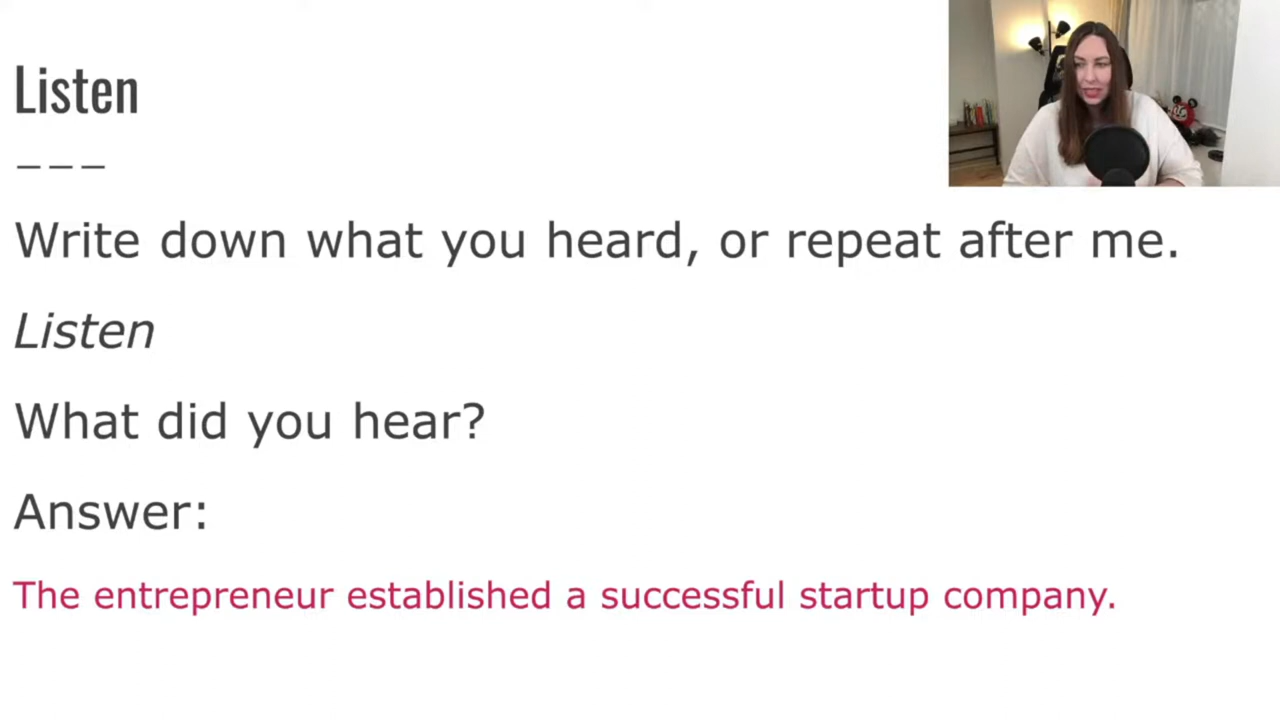 Listen
Write down what you heard, or repeat after me.
Listen
What did you hear?
Answer:
The entrepreneur established a successful startup company.